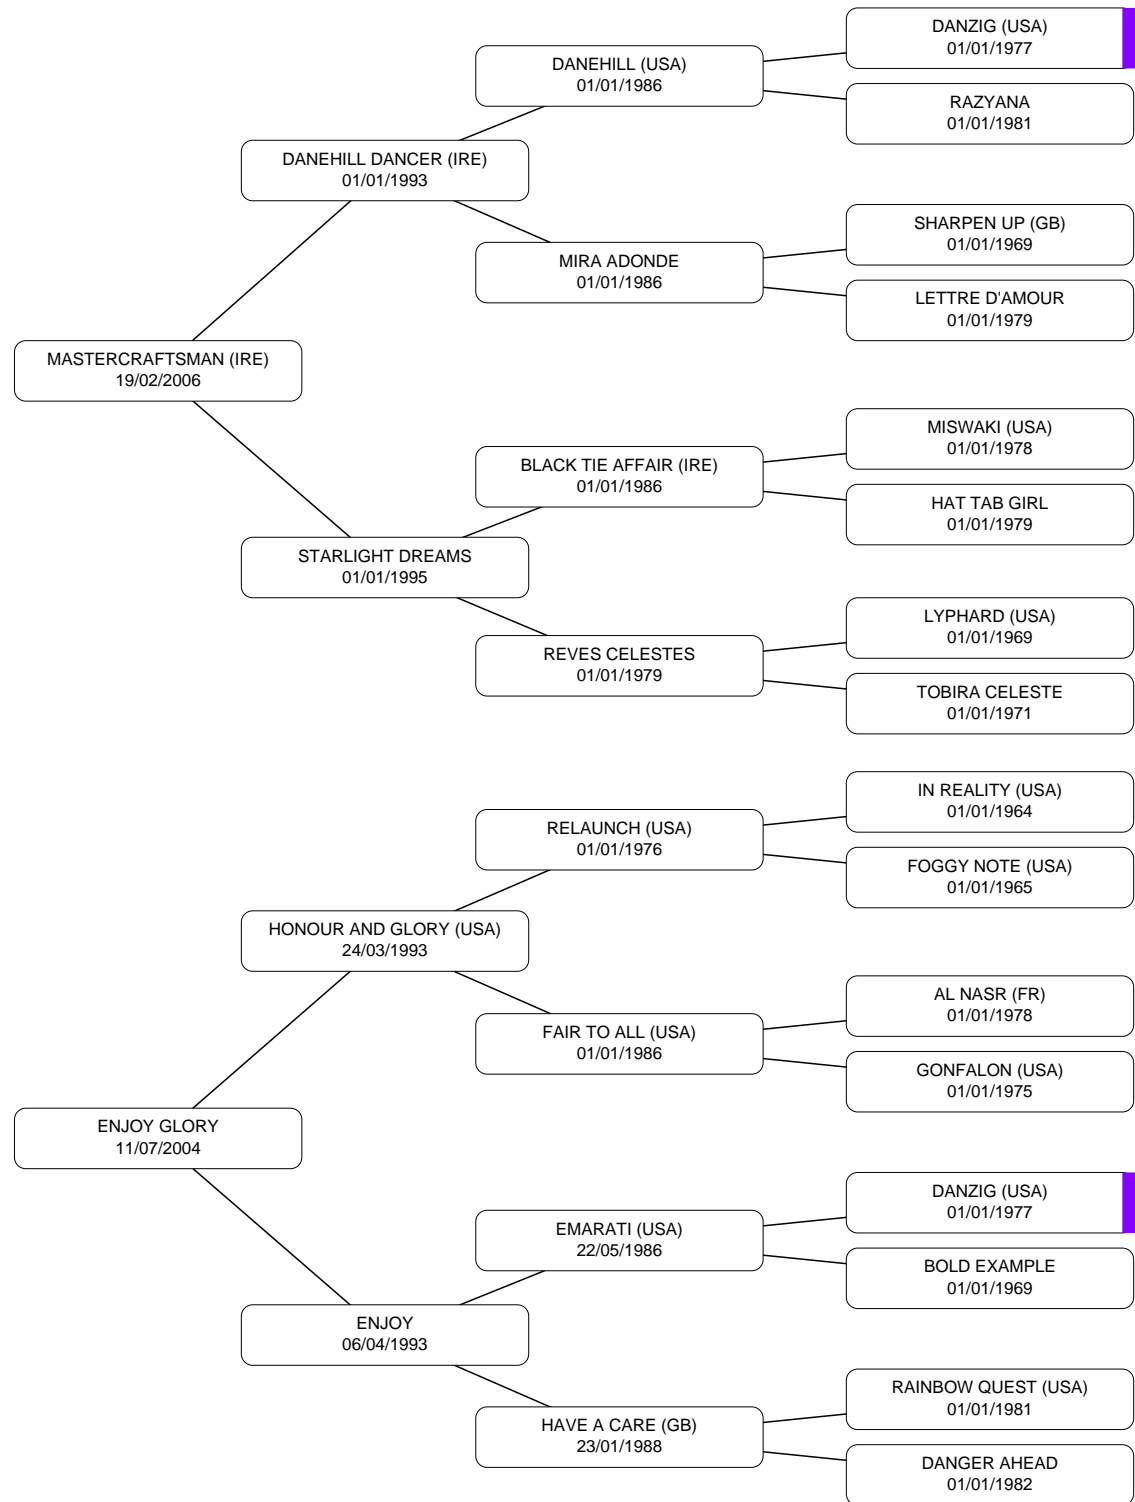 DANZIG (USA)
01/01/1977
DANEHILL (USA)
01/01/1986
RAZYANA
01/01/1981
DANEHILL DANCER (IRE)
01/01/1993
SHARPEN UP (GB)
01/01/1969
MIRA ADONDE
01/01/1986
LETTRE D'AMOUR
01/01/1979
MASTERCRAFTSMAN (IRE)
19/02/2006
MISWAKI (USA)
01/01/1978
BLACK TIE AFFAIR (IRE)
01/01/1986
HAT TAB GIRL
01/01/1979
STARLIGHT DREAMS
01/01/1995
LYPHARD (USA)
01/01/1969
REVES CELESTES
01/01/1979
TOBIRA CELESTE
01/01/1971
IN REALITY (USA)
01/01/1964
RELAUNCH (USA)
01/01/1976
FOGGY NOTE (USA)
01/01/1965
HONOUR AND GLORY (USA)
24/03/1993
AL NASR (FR)
01/01/1978
FAIR TO ALL (USA)
01/01/1986
GONFALON (USA)
01/01/1975
ENJOY GLORY
11/07/2004
DANZIG (USA)
01/01/1977
EMARATI (USA)
22/05/1986
BOLD EXAMPLE
01/01/1969
ENJOY
06/04/1993
RAINBOW QUEST (USA)
01/01/1981
HAVE A CARE (GB)
23/01/1988
DANGER AHEAD
01/01/1982